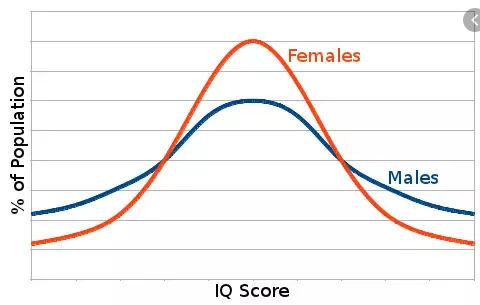 Females
Males
% of Population
IQ Score